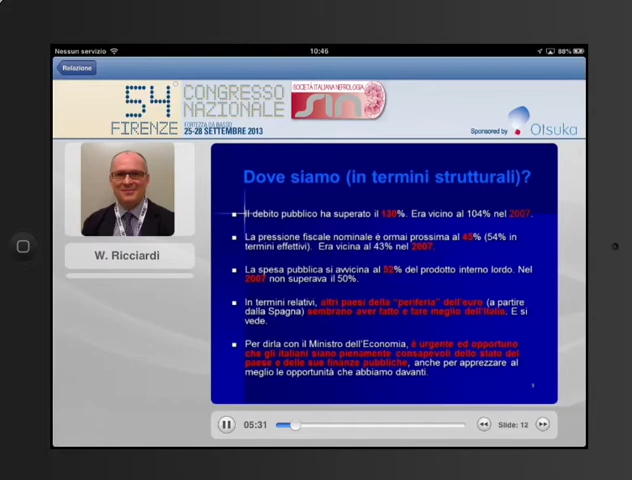 Nessun servizio
10:46
88%
Relazione
54°
FIRENZE
CONGRESSO
NAZIONALE
FORTEZZA DA BASSO
25-28 SETTEMBRE 2013
SOCIETÀ ITALIANA NEFROLOGIA
sin
Sponsored by
Otsuka
W. Ricciardi
Dove siamo (in termini strutturali)?
Il debito pubblico ha superato il 130%. Era vicino al 104% nel 2007.
La pressione fiscale nominale è ormai prossima al 45% (54% in
termini effettivi). Era vicina al 43% nel 2007.
La spesa pubblica si avvicina al 52% del prodotto interno lordo. Nel
2007 non superava il 50%.
In termini relativi, altri paesi della "periferia" dell'euro (a partire
dalla Spagna) sembrano aver fatto e fare meglio dell'Italia. E si
vede.
Per dirla con il Ministro dell'Economia, è urgente ed opportuno
che gli italiani siano pienamente consapevoli dello stato del
paese e delle sue finanze pubbliche, anche per apprezzare al
meglio le opportunità che abbiamo davanti.
05:31
Slide: 12